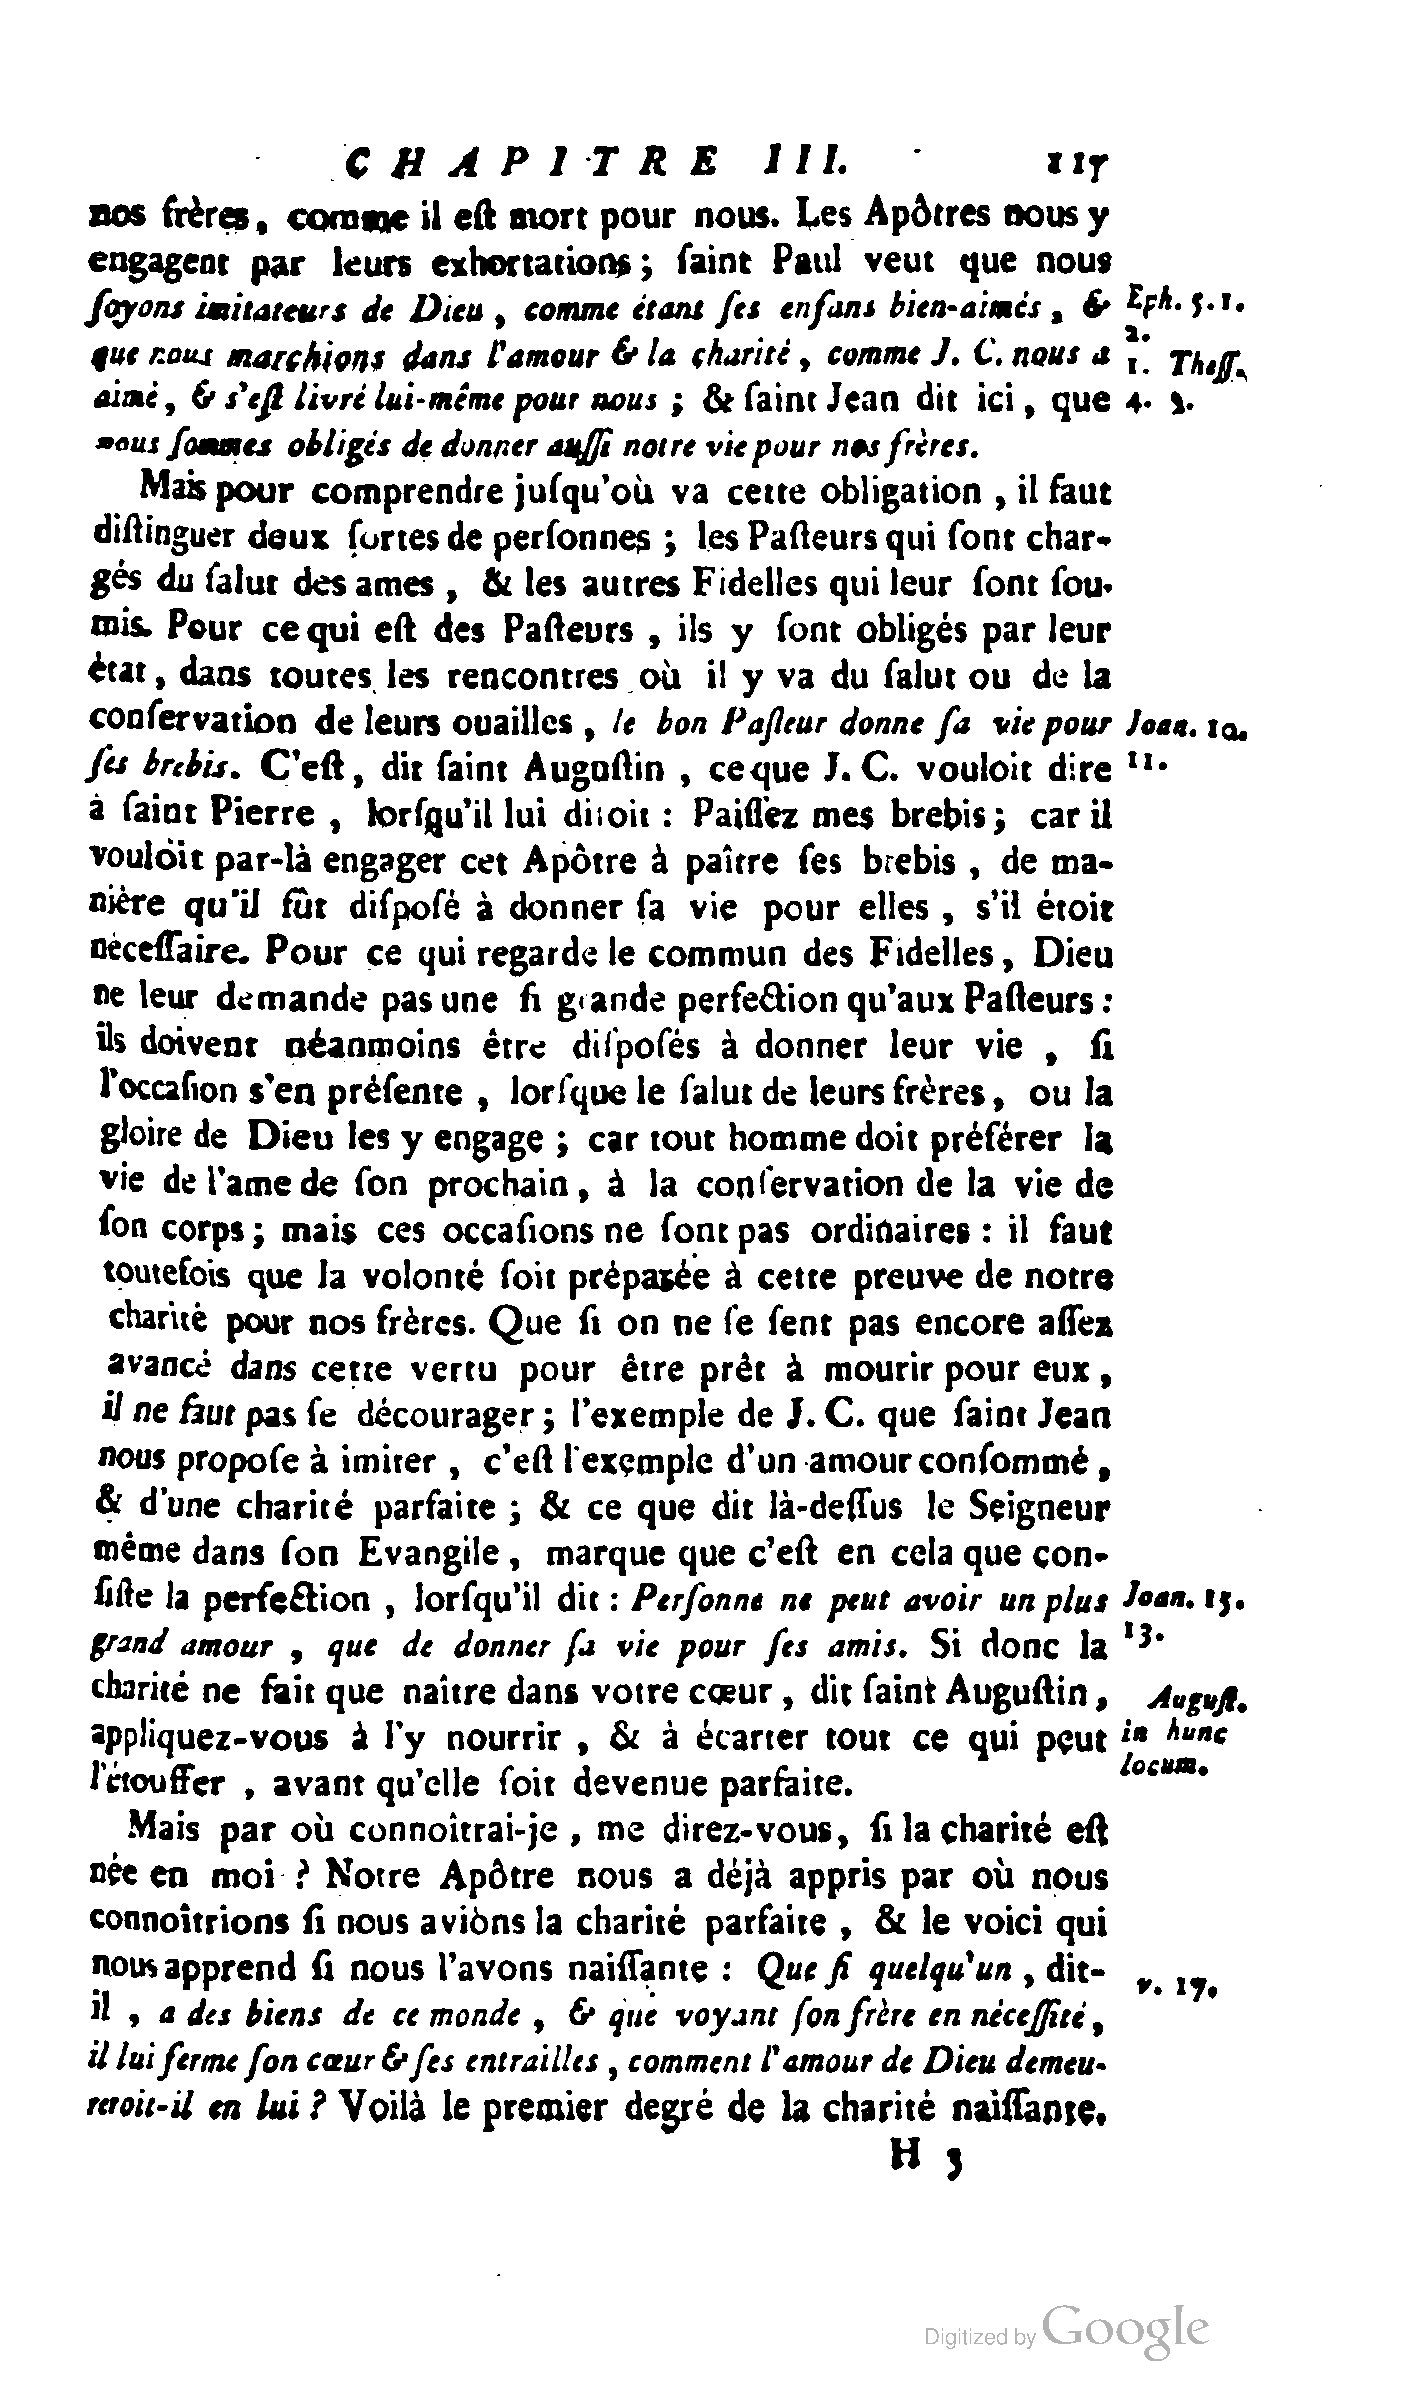 CHAPITRE III. 117
nos frères, comme il eſt mort pour nous. Les Apôtres nous y
engagent par leurs exhortations ; ſaint Paul veut que nous
ſoyons imitateurs de Dieu, comme étant ſes enfans bien-aimés, & Eph. 5. 1.
2.
que nous marchions dans l'amour & la charité, comme J. C. nous a 1. Theſſ.
aimé, & s'eſt livré lui-même pour nous ; & ſaint Jean dit ici, que 4. 9.
nous ſommes obligés de donner auſſi notre vie pour nos frères.
Mais pour comprendre juſqu'où va cette obligation, il faut
diſtinguer deux ſortes de perſonnes ; les Paſteurs qui ſont char-
gés du ſalut des ames, & les autres Fidelles qui leur ſont ſou-
mis. Pour ce qui eſt des Paſteurs, ils y ſont obligés par leur
état, dans toutes les rencontres où il y va du ſalut ou de la
conſervation de leurs ouailles, le bon Paſteur donne ſa vie pour Joan. 10.
ſes brebis. C'eſt, dit ſaint Auguſtin, ce que J. C. vouloit dire 11.
à ſaint Pierre, lorſqu'il lui diſoit : Paiſſez mes brebis ; car il
vouloit par-là engager cet Apôtre à paître ſes brebis, de ma-
nière qu'il fût diſpoſé à donner ſa vie pour elles, s'il étoit
néceſſaire. Pour ce qui regarde le commun des Fidelles, Dieu
ne leur demande pas une ſi grande perfection qu'aux Paſteurs :
ils doivent néanmoins être diſpoſés à donner leur vie, ſi
l'occaſion s'en préſente, lorſque le ſalut de leurs frères, ou la
gloire de Dieu les y engage ; car tout homme doit préférer la
vie de l'ame de ſon prochain, à la conſervation de la vie de
ſon corps ; mais ces occaſions ne ſont pas ordinaires : il faut
toutefois que la volonté ſoit préparée à cette preuve de notre
charité pour nos frères. Que ſi on ne ſe ſent pas encore aſſez
avancé dans cette vertu pour être prêt à mourir pour eux,
il ne faut pas ſe décourager ; l'exemple de J. C. que ſaint Jean
nous propoſe à imiter, c'eſt l'exemple d'un amour conſommé,
& d'une charité parfaite ; & ce que dit là-deſſus le Seigneur
même dans ſon Evangile, marque que c'eſt en cela que con-
ſiſte la perfection, lorſqu'il dit : Perſonne ne peut avoir un plus Joan. 15.
grand amour, que de donner ſa vie pour ſes amis. Si donc la 13.
charité ne fait que naître dans votre cœur, dit ſaint Auguſtin, Auguſt.
appliquez-vous à l'y nourrir, & à écarter tout ce qui peut in hunc
l'étouffer, avant qu'elle ſoit devenue parfaite. locum.
Mais par où connoîtrai-je, me direz-vous, ſi la charité eſt
née en moi ? Notre Apôtre nous a déjà appris par où nous
connoîtrions ſi nous avions la charité parfaite, & le voici qui
nous apprend ſi nous l'avons naiſſante : Que ſi quelqu'un, dit- v. 17.
il, a des biens de ce monde, & que voyant ſon frère en néceſſité,
il lui ferme ſon cœur & ſes entrailles, comment l'amour de Dieu demeu-
reroit-il en lui ? Voilà le premier degré de la charité naiſſante.
H 3
Digitized by Google